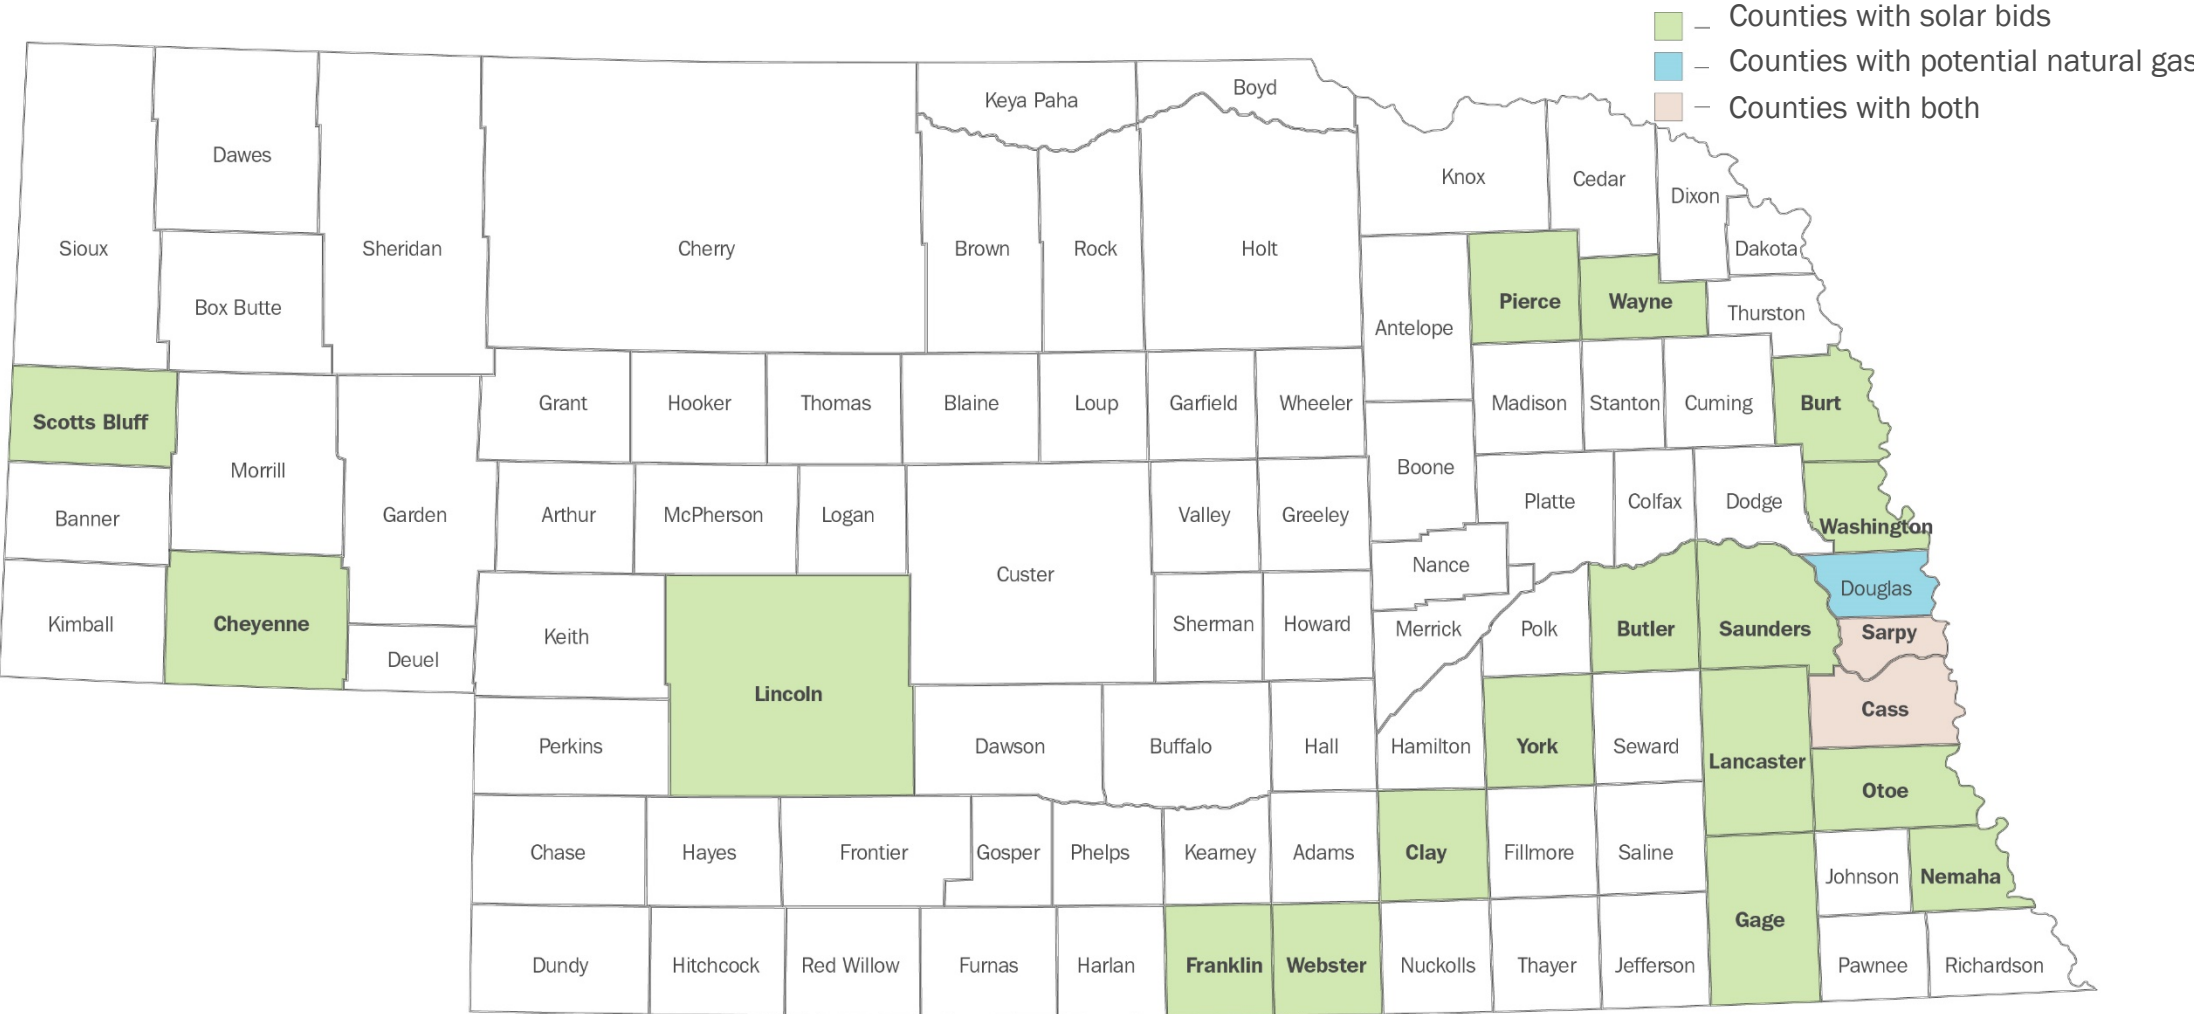 Counties with solar bids
Counties with potential natural gas
Counties with both
Boyd
Keya Paha
Dawes
Knox
Cedar
Dixon
Sioux
Sheridan
Cherry
Brown
Rock
Holt
Dakota
Box Butte
Pierce
Wayne
Thurston
Antelope
Scotts Bluff
Grant
Hooker
Thomas
Blaine
Loup
Garfield
Wheeler
Madison
Stanton
Cuming
Burt
Morrill
Boone
Banner
Garden
Arthur
McPherson
Logan
Valley
Greeley
Platte
Colfax
Dodge
Washington
Custer
Nance
Douglas
Kimball
Cheyenne
Keith
Deuel
Sherman
Howard
Merrick
Polk
Butler
Saunders
Sarpy
Lincoln
Cass
Perkins
Dawson
Buffalo
Hall
Hamilton
York
Seward
Lancaster
Otoe
Chase
Hayes
Frontier
Gosper
Phelps
Kearney
Adams
Clay
Fillmore
Saline
Johnson
Nemaha
Gage
Dundy
Hitchcock
Red Willow
Furnas
Harlan
Franklin
Webster
Nuckolls
Thayer
Jefferson
Pawnee
Richardson